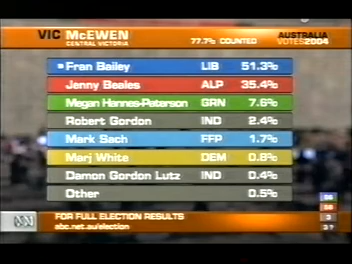 VIC McEWEN
CENTRAL VICTORIA
77.7% COUNTED
AUSTRALIA
VOTES2004
Fran Bailey LIB 51.3%
Jenny Beales ALP 35.4%
Megan Hannes-Paterson GRN 7.6%
Robert Gordon IND 2.4%
Mark Sach FFP 1.7%
Marj White DEM 0.8%
Damon Gordon Lutz IND 0.4%
Other 0.5%
FOR FULL ELECTION RESULTS
abc.net.au/election